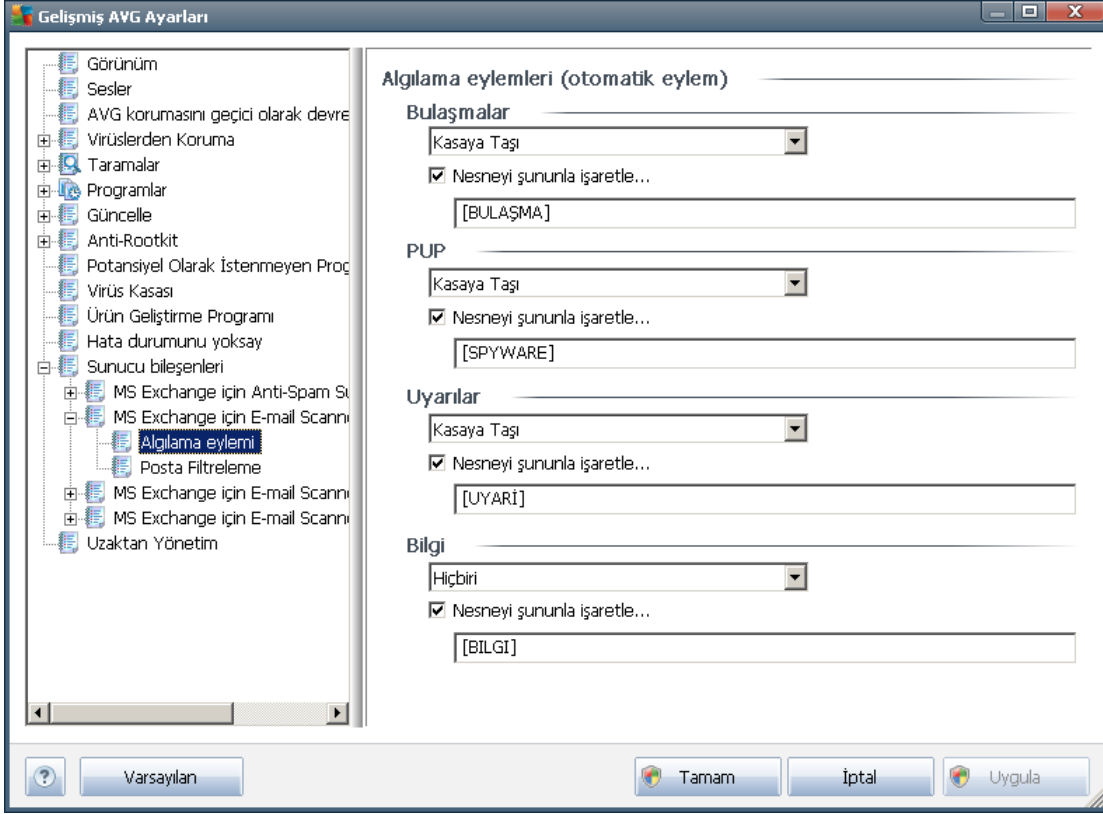 Gelişmiş AVG Ayarları
Görünüm
Sesler
AVG korumasını geçici olarak devre
Virüslerden Koruma
Taramalar
Programlar
Güncelle
Anti-Rootkit
Potansiyel Olarak İstenmeyen Prog
Virüs Kasası
Ürün Geliştirme Programı
Hata durumunu yoksay
Sunucu bileşenleri
MS Exchange için Anti-Spam Su
MS Exchange için E-mail Scanne
Algılama eylemi
Posta Filtreleme
MS Exchange için E-mail Scanne
MS Exchange için E-mail Scanne
Uzaktan Yönetim
Algılama eylemleri (otomatik eylem)
Bulaşmalar
Kasaya Taşı
Nesneyi şununla işaretle...
[BULAŞMA]
PUP
Kasaya Taşı
Nesneyi şununla işaretle...
[SPYWARE]
Uyarılar
Kasaya Taşı
Nesneyi şununla işaretle...
[UYARİ]
Bilgi
Hiçbiri
Nesneyi şununla işaretle...
[BILGI]
? Varsayılan Tamam İptal Uygula